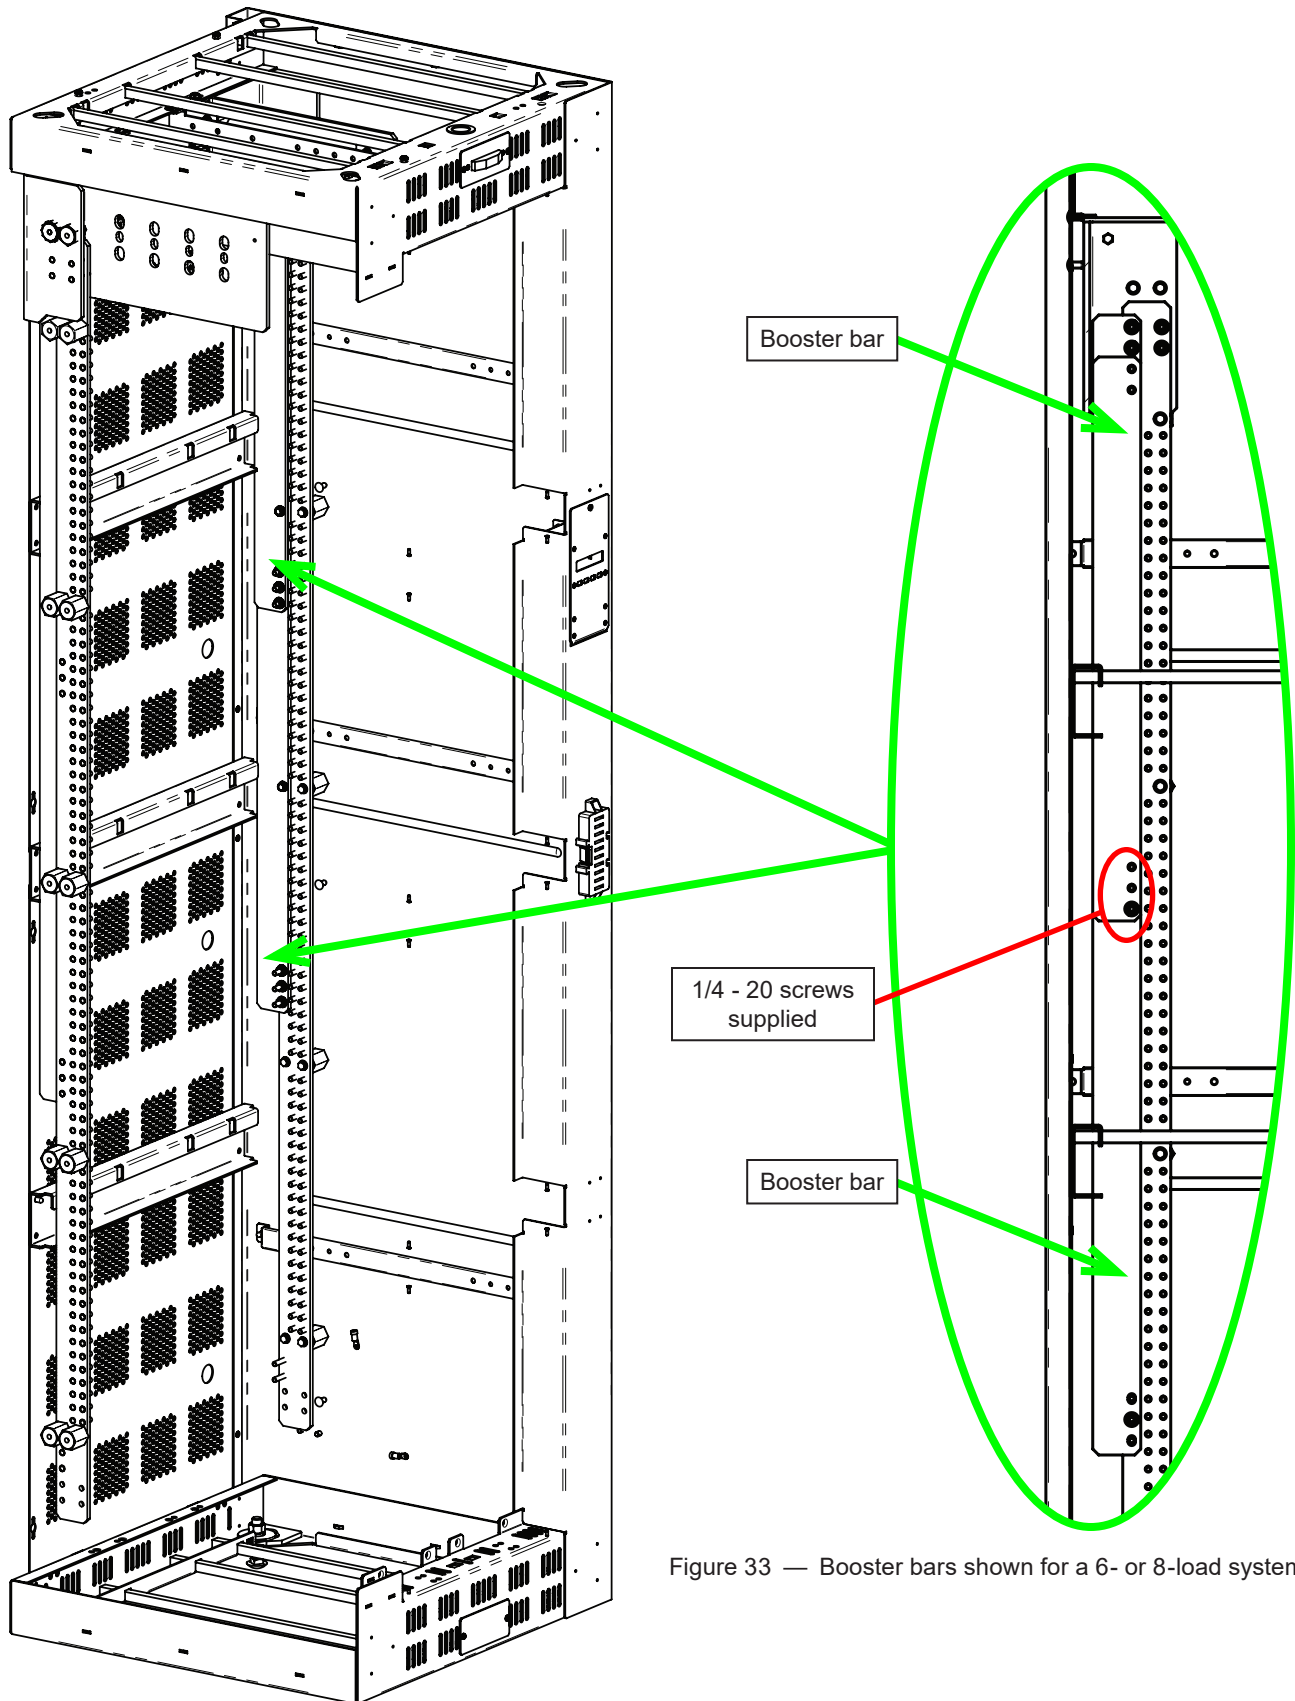 Booster bar
1/4 - 20 screws
supplied
Booster bar
Figure 33 — Booster bars shown for a 6- or 8-load system